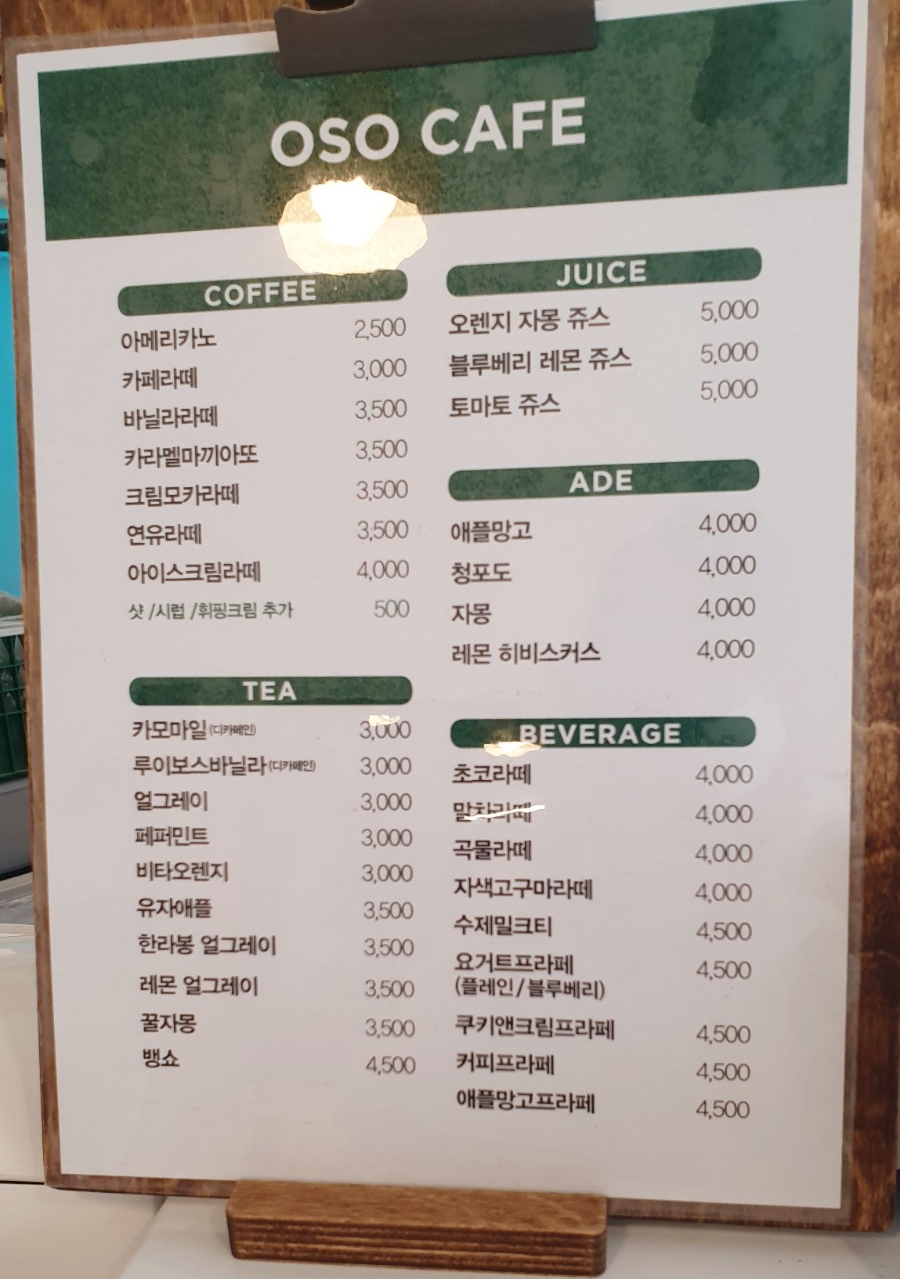 OSO CAFE
COFFEE
아메리카노 2,500
카페라떼 3,000
바닐라라떼 3,500
카라멜마끼아또 3,500
크림모카라떼 3,500
연유라떼 3,500
아이스크림라떼 4,000
샷 /시럽 /휘핑크림 추가 500
TEA
카모마일 (디카페인) 3,000
루이보스바닐라 (디카페인) 3,000
얼그레이 3,000
페퍼민트 3,000
비타오렌지 3,000
유자애플 3,500
한라봉 얼그레이 3,500
레몬 얼그레이 3,500
꿀자몽 3,500
뱅쇼 4,500
JUICE
오렌지 자몽 쥬스 5,000
블루베리 레몬 쥬스 5,000
토마토 쥬스 5,000
ADE
애플망고 4,000
청포도 4,000
자몽 4,000
레몬 히비스커스 4,000
BEVERAGE
초코라떼 4,000
말차라떼 4,000
곡물라떼 4,000
자색고구마라떼 4,000
수제밀크티 4,500
요거트프라페 4,500
(플레인 / 블루베리)
쿠키앤크림프라페 4,500
커피프라페 4,500
애플망고프라페 4,500